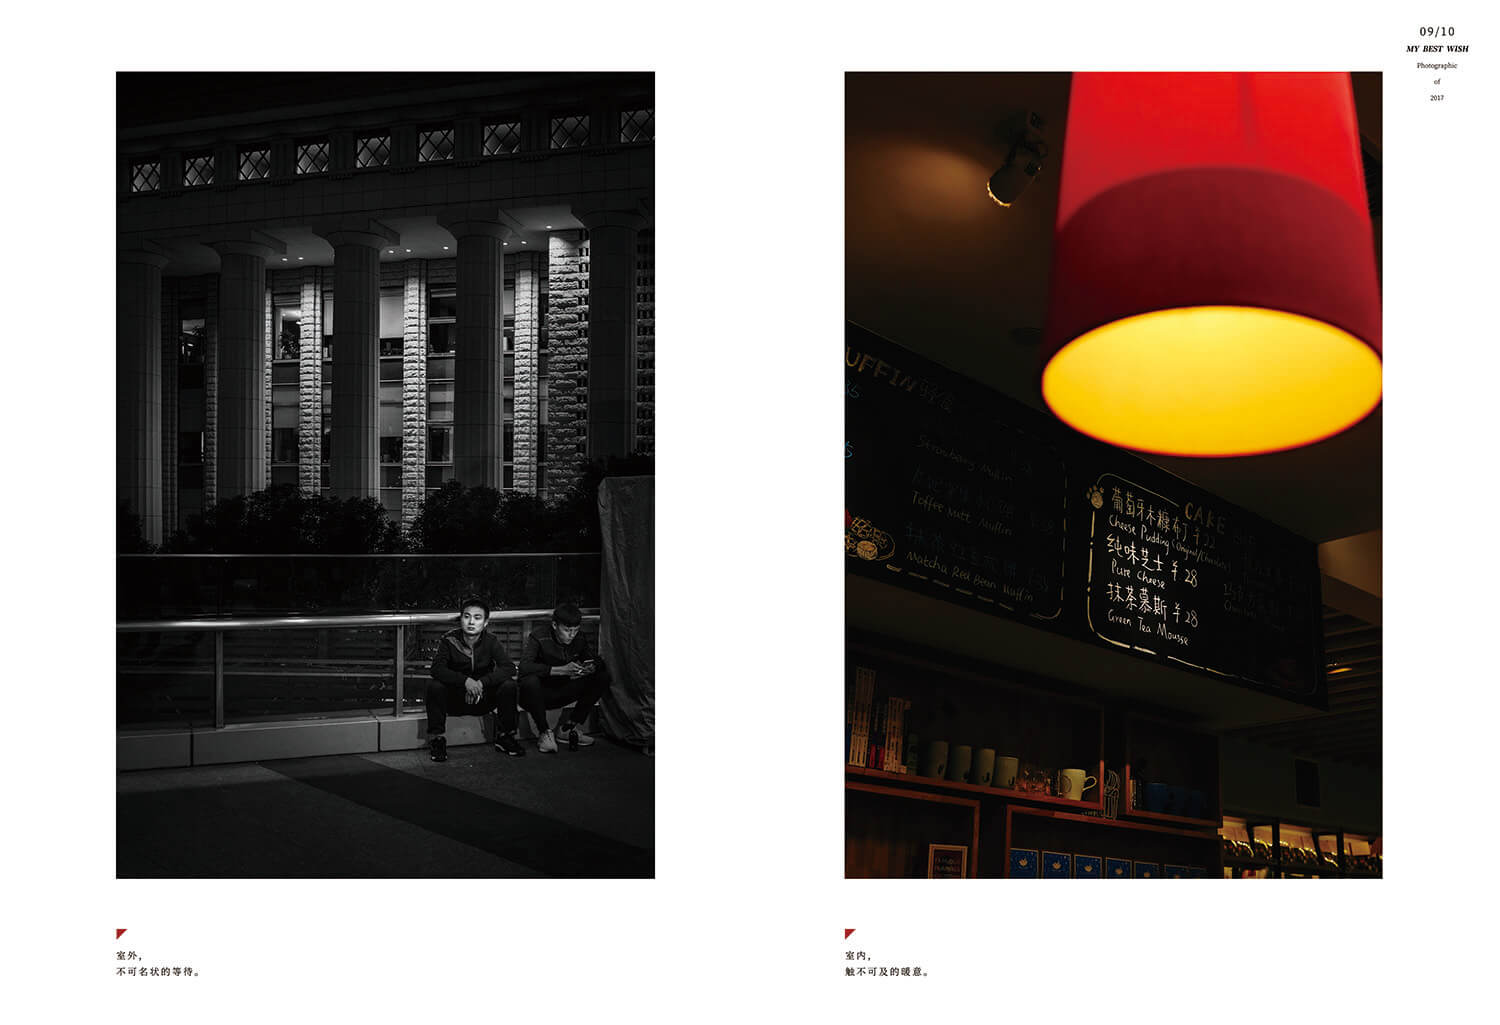 09/10
MY BEST WISH
Photographic
of
2017
UFFIN
Strawberry Muffin
Toffee Nutt Muffin
Matcha Red Bean Muffin
CAKE
葡萄牙木糠布丁 ¥22
Cheese Pudding (Original/Chocolate)
纯味芝士 ¥28
Pure Cheese
抹茶慕斯 ¥28
Green Tea Mousse
室外，
不可名状的等待。
室内，
触不可及的暖意。